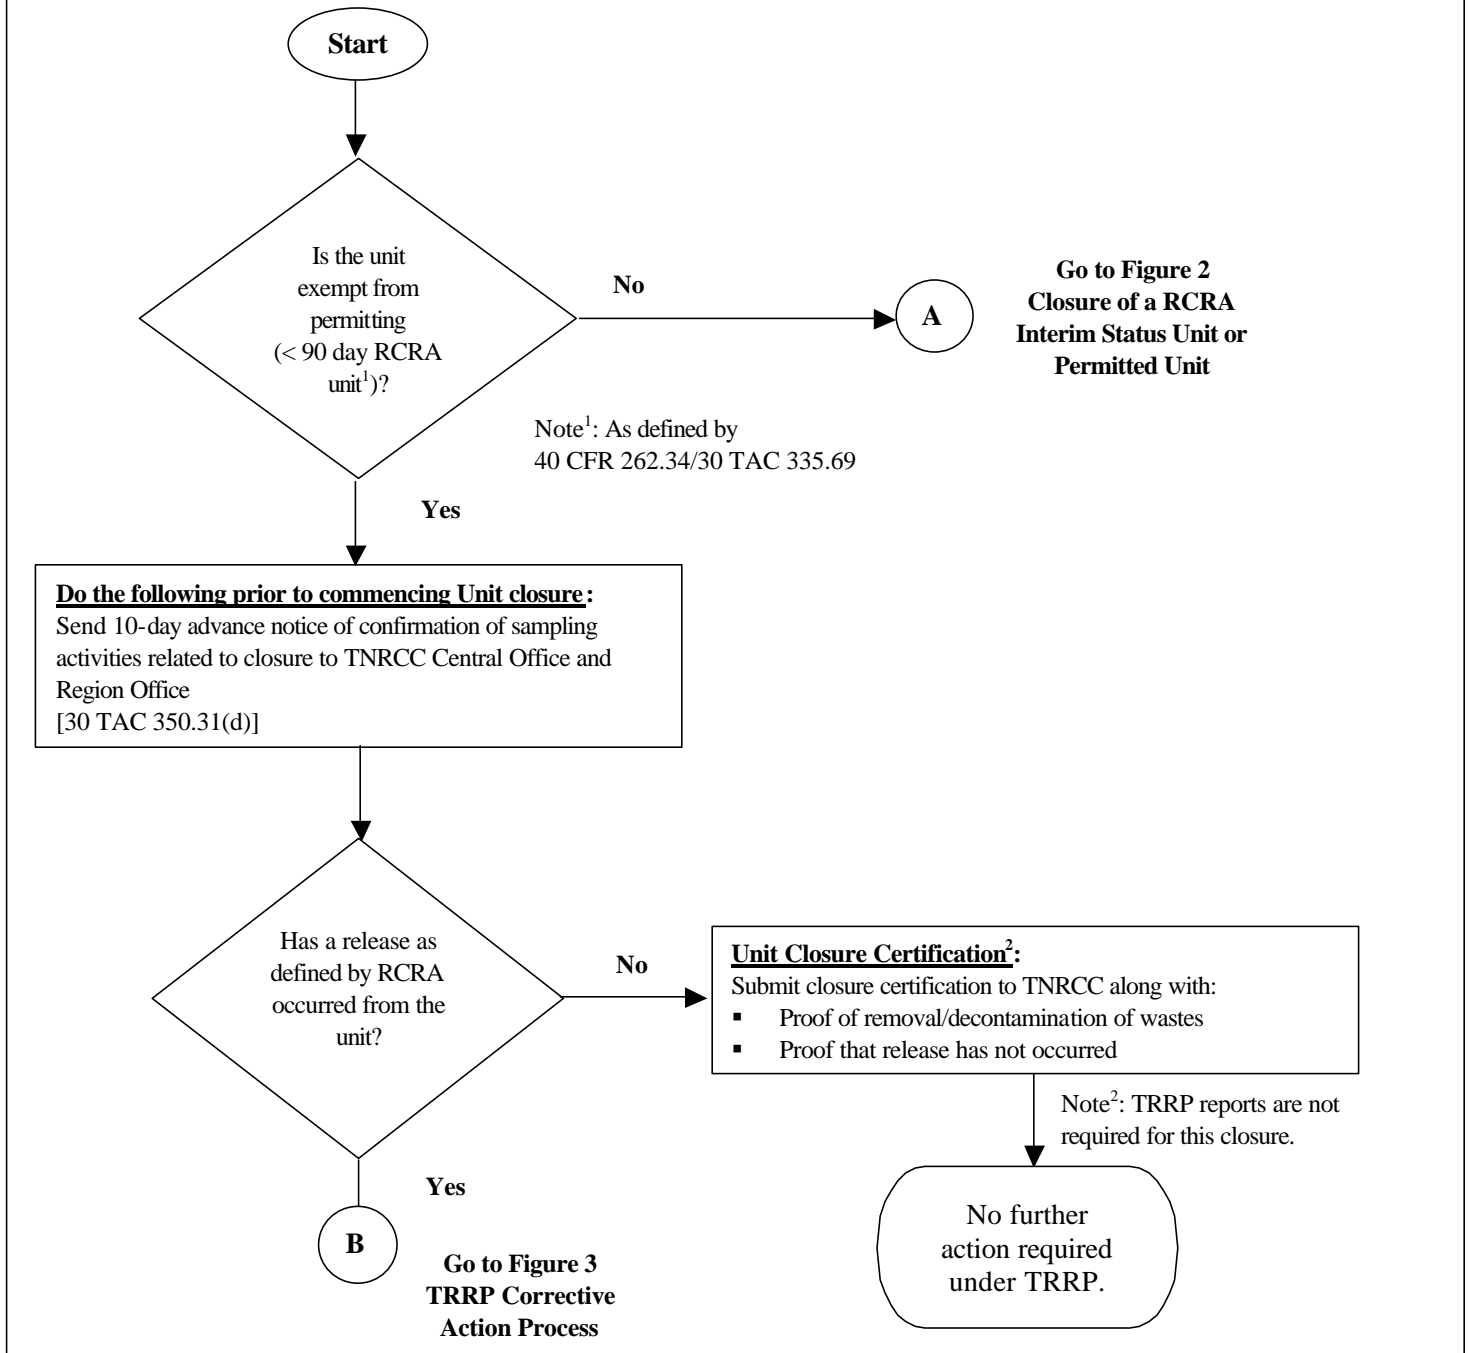 Start
Is the unit
exempt from
permitting
(< 90 day RCRA
unit¹)?
No
A
Go to Figure 2
Closure of a RCRA
Interim Status Unit or
Permitted Unit
Note¹: As defined by
40 CFR 262.34/30 TAC 335.69
Yes
Do the following prior to commencing Unit closure:
Send 10-day advance notice of confirmation of sampling
activities related to closure to TNRCC Central Office and
Region Office
[30 TAC 350.31(d)]
Has a release as
defined by RCRA
occurred from the
unit?
No
Unit Closure Certification²:
Submit closure certification to TNRCC along with:
▪ Proof of removal/decontamination of wastes
▪ Proof that release has not occurred
Note²: TRRP reports are not
required for this closure.
Yes
B
Go to Figure 3
TRRP Corrective
Action Process
No further
action required
under TRRP.